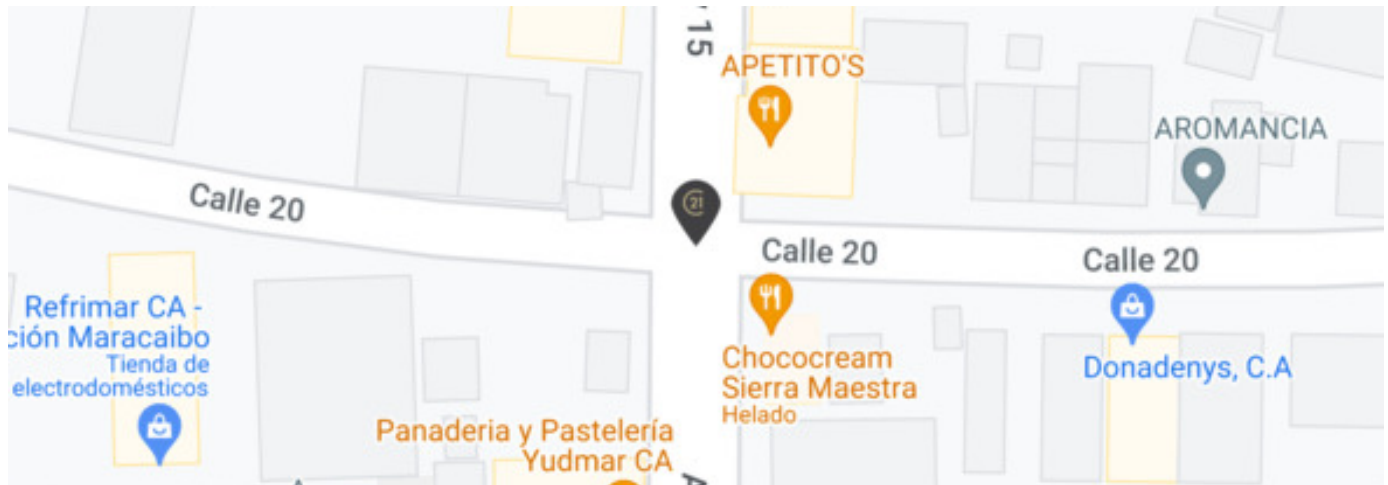 15
APETITO'S
AROMANCIA
Calle 20
Calle 20
Calle 20
21
Refrimar CA -
ción Maracaibo
Tienda de
electrodomésticos
Chococream
Sierra Maestra
Helado
Donadenys, C.A
Panaderia y Pastelería
Yudmar CA